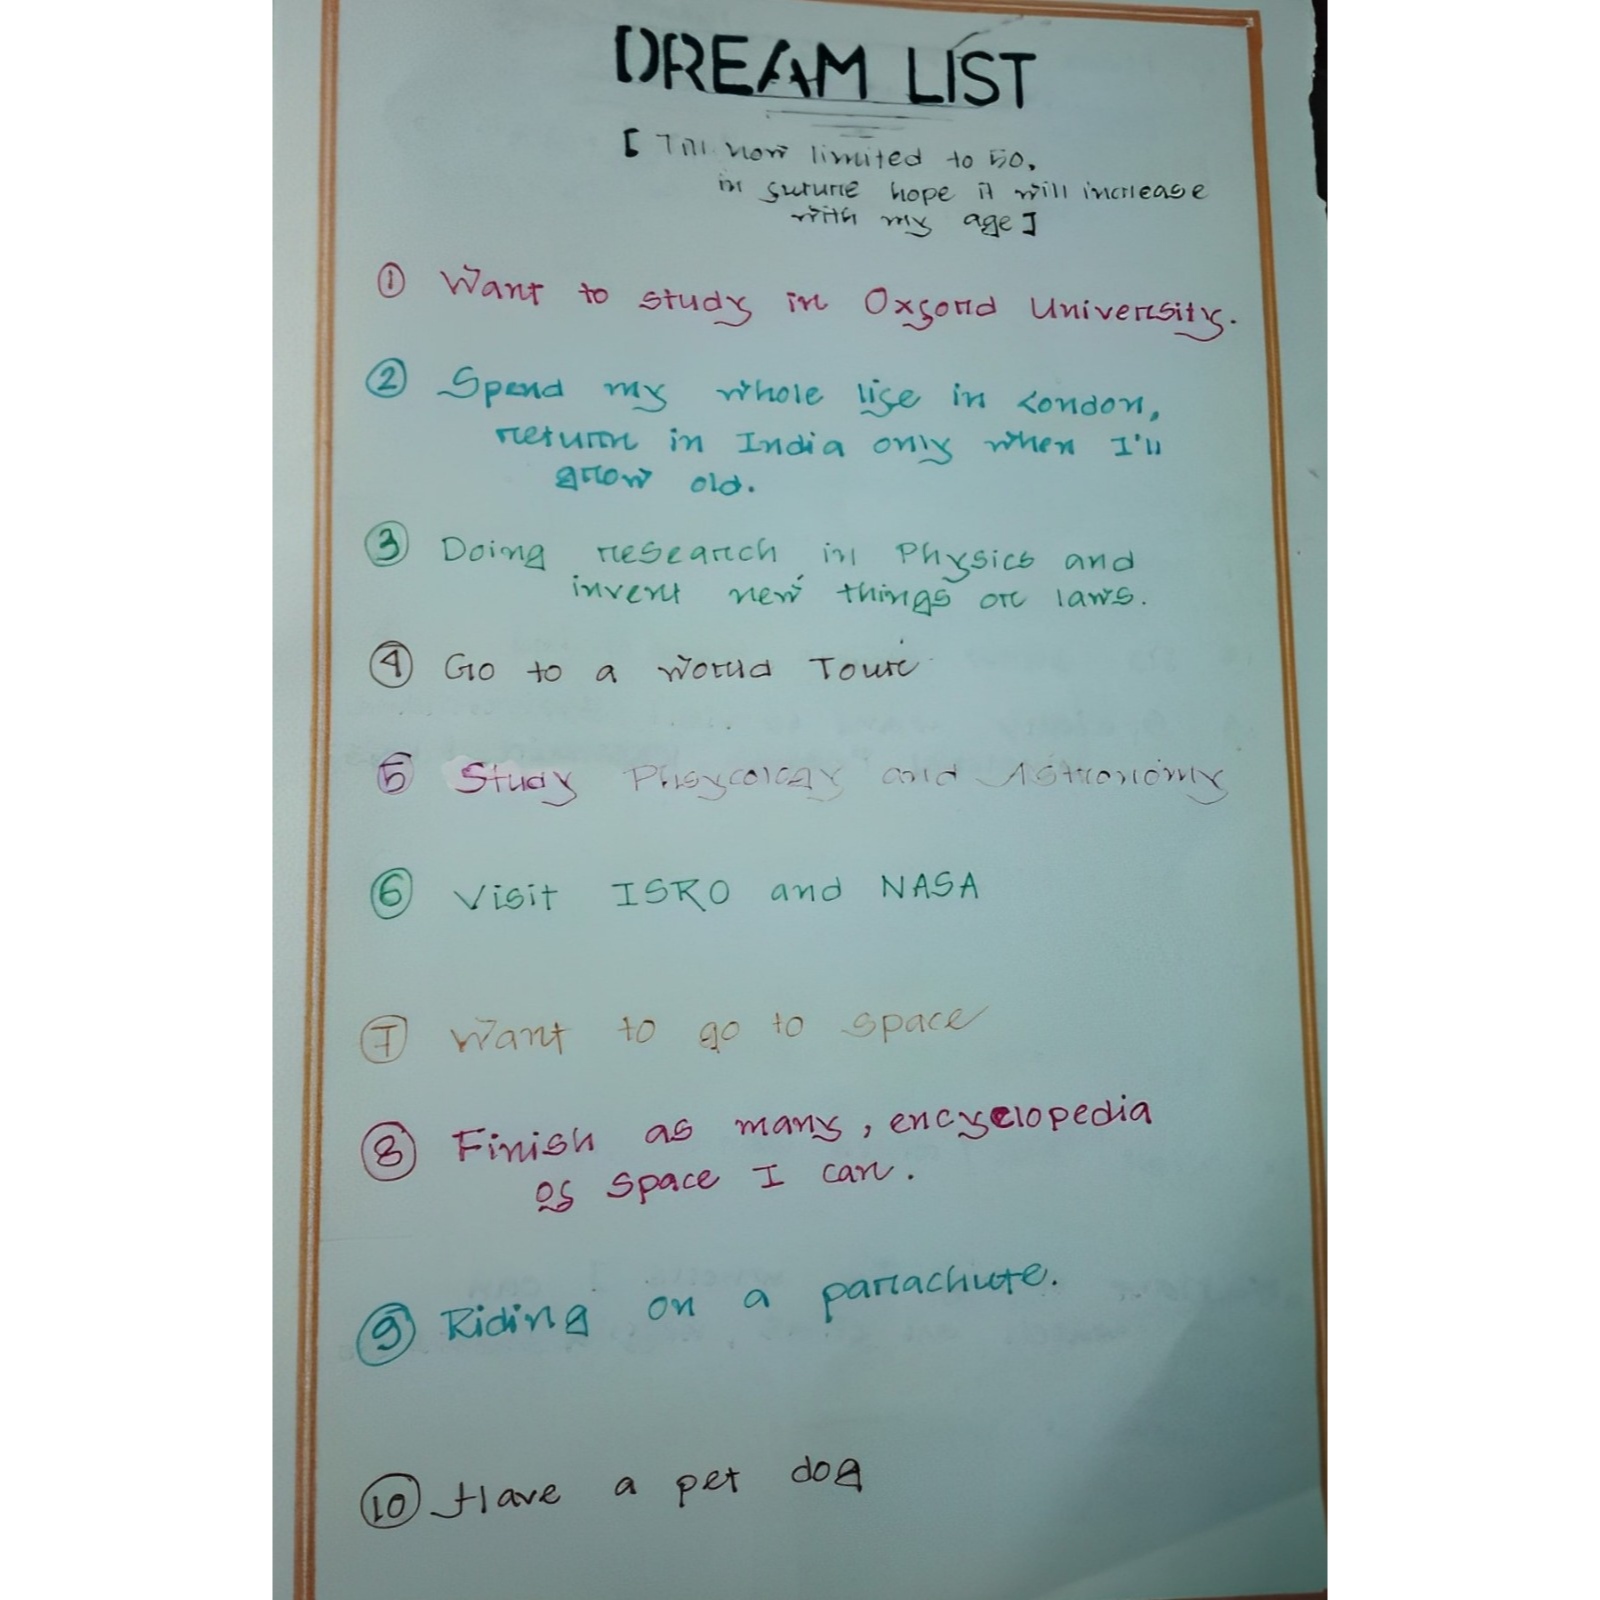 DREAM LIST
[ Till now limited to 50,
in future hope it will increase
with my age ]
① Want to study in Oxford University.
② Spend my whole life in London,
return in India only when I'll
grow old.
③ Doing research in Physics and
invent new things or laws.
④ Go to a World Tour
⑤ Study Phsycology and Astronomy
⑥ Visit ISRO and NASA
⑦ Want to go to space
⑧ Finish as many, encyclopedia
of space I can.
⑨ Riding on a parachute.
⑩ Have a pet dog